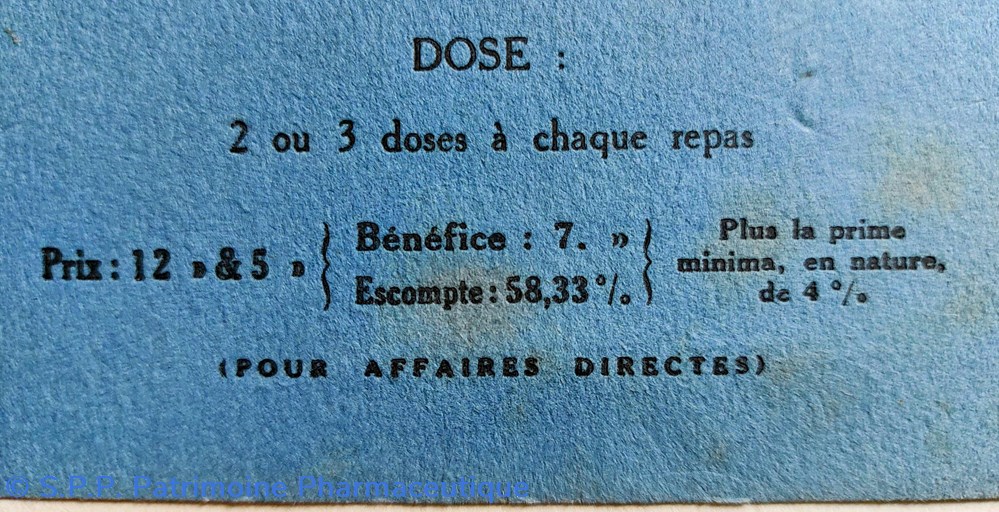 DOSE :
2 ou 3 doses à chaque repas
Prix : 12 » & 5 »
Bénéfice : 7. »
Escompte : 58,33 %
Plus la prime
minima, en nature,
de 4 %
(POUR AFFAIRES DIRECTES)
© S.P.P. Patrimoine Pharmaceutique